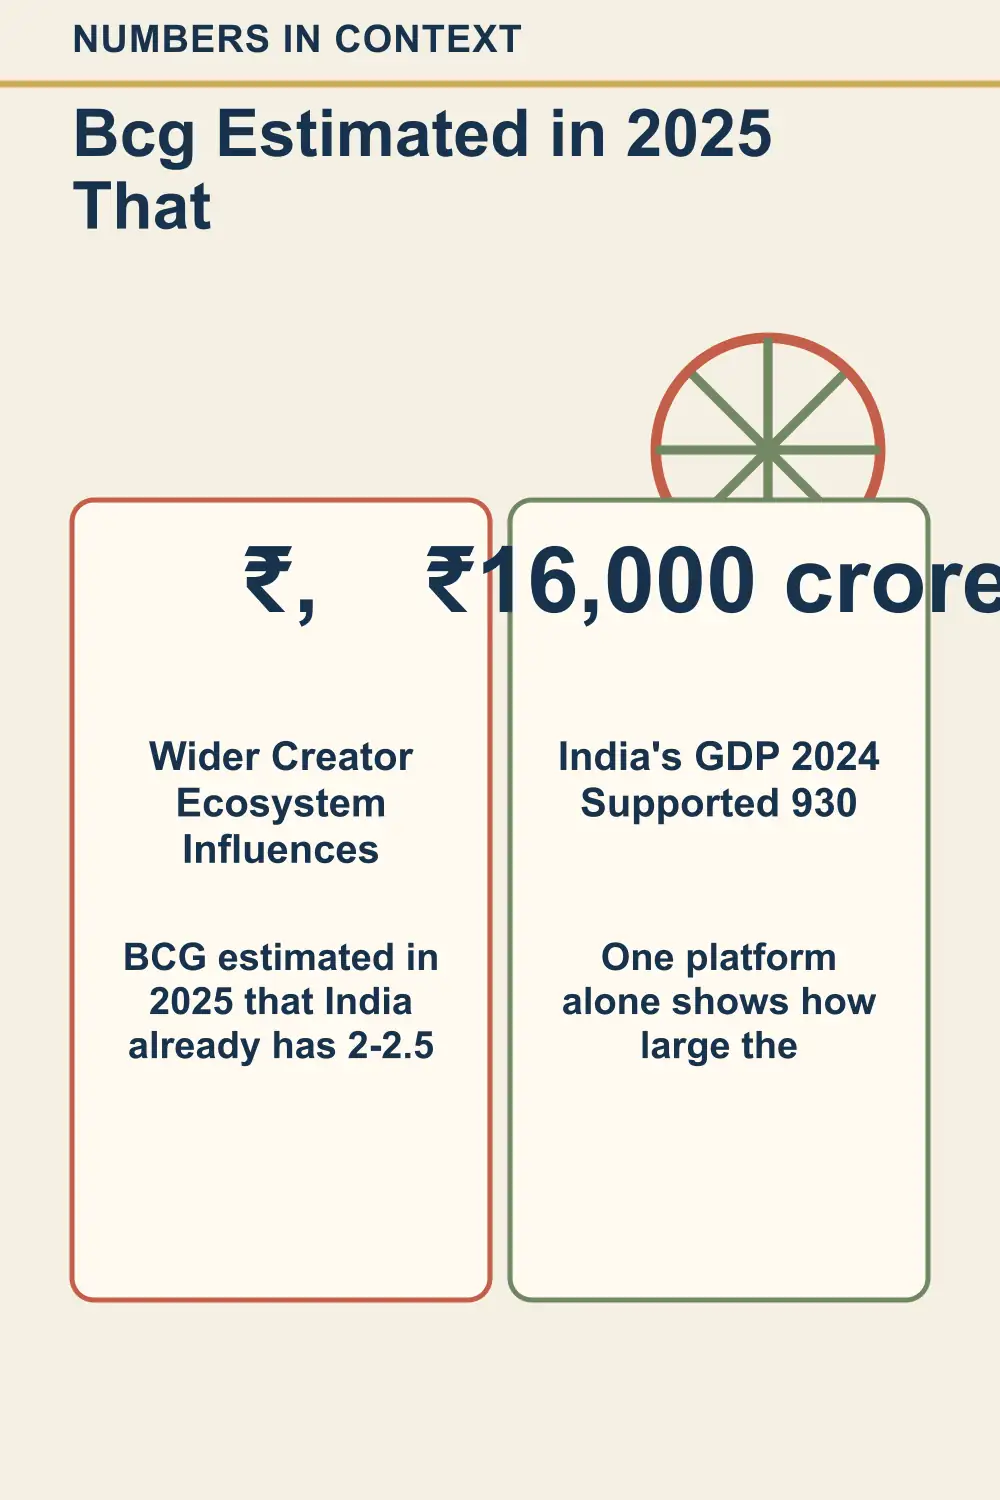 NUMBERS IN CONTEXT
Bcg Estimated in 2025
That
₹,
Wider Creator
Ecosystem
Influences
BCG estimated in
2025 that India
already has 2-2.5
₹16,000 crore
India's GDP 2024
Supported 930
One platform
alone shows how
large the